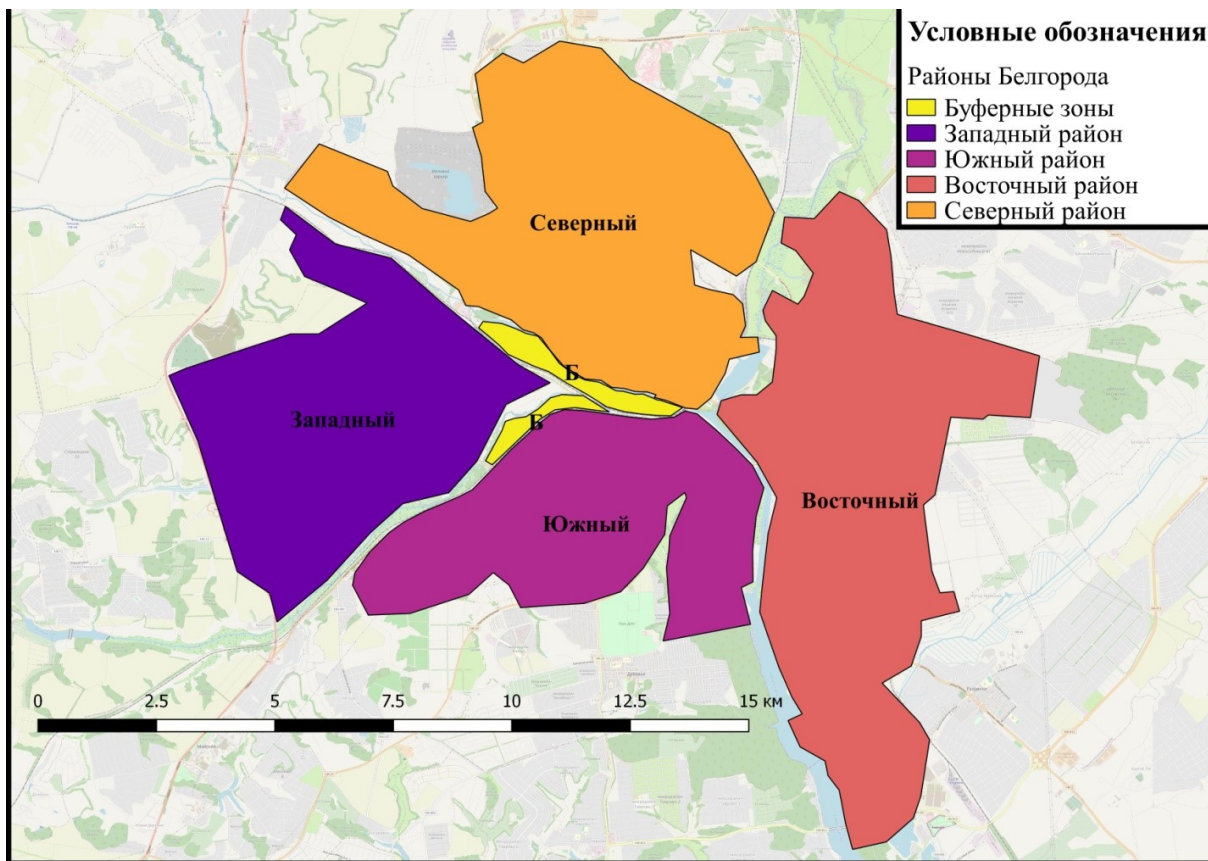 Условные обозначения
Районы Белгорода
Буферные зоны
Западный район
Южный район
Восточный район
Северный район
Северный
Б
Западный
Б
Южный
Восточный
0 2.5 5 7.5 10 12.5 15 км